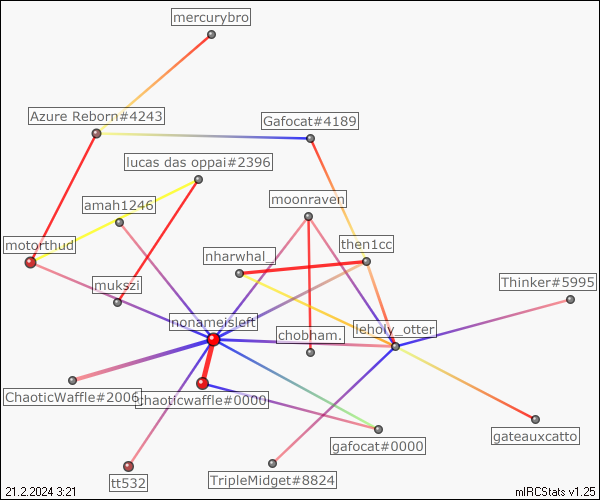 mercurybro
Azure Reborn#4243
Gafocat#4189
lucas das oppai#2396
amah1246
moonraven
motorthud
then1cc
nharwhal_
Thinker#5995
mukszi
nonameisleft
chobham.
leholy_otter
ChaoticWaffle#2006
chaoticwaffle#0000
gafocat#0000
gateauxcatto
tt532
TripleMidget#8824
21.2.2024 3:21
mIRCStats v1.25